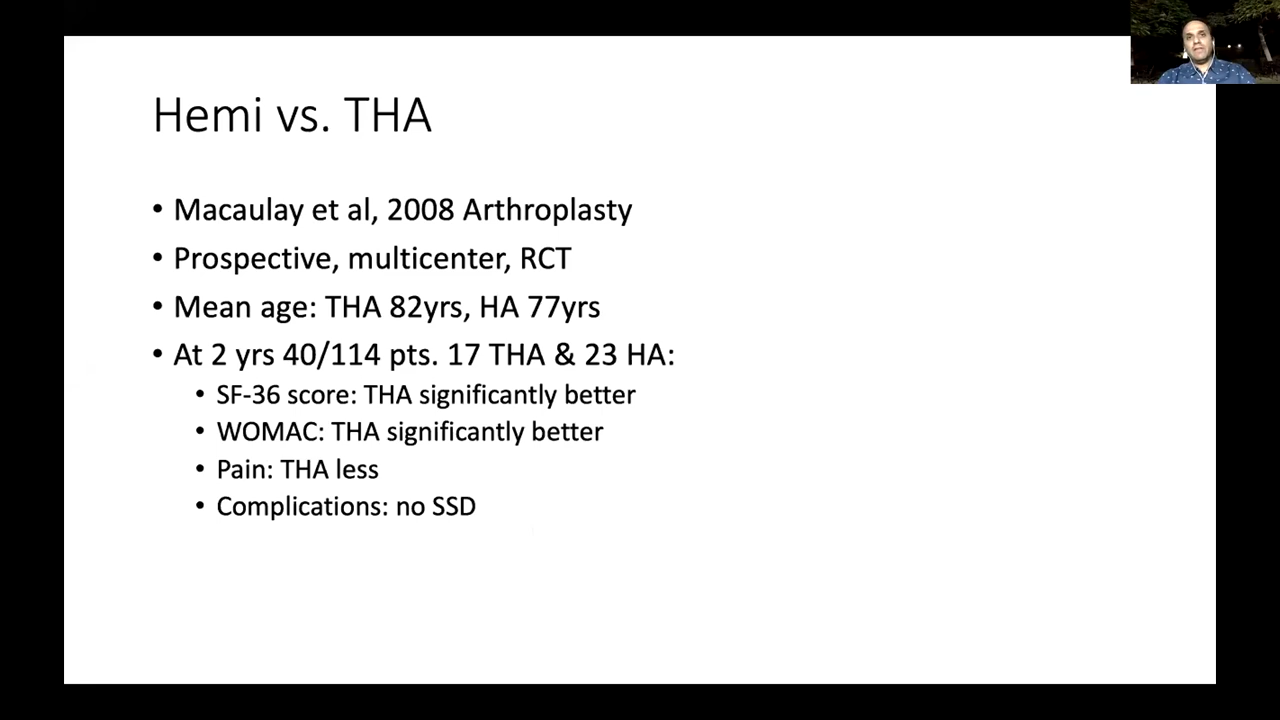 Hemi vs. THA
• Macaulay et al, 2008 Arthroplasty
• Prospective, multicenter, RCT
• Mean age: THA 82yrs, HA 77yrs
• At 2 yrs 40/114 pts. 17 THA & 23 HA:
• SF-36 score: THA significantly better
• WOMAC: THA significantly better
• Pain: THA less
• Complications: no SSD